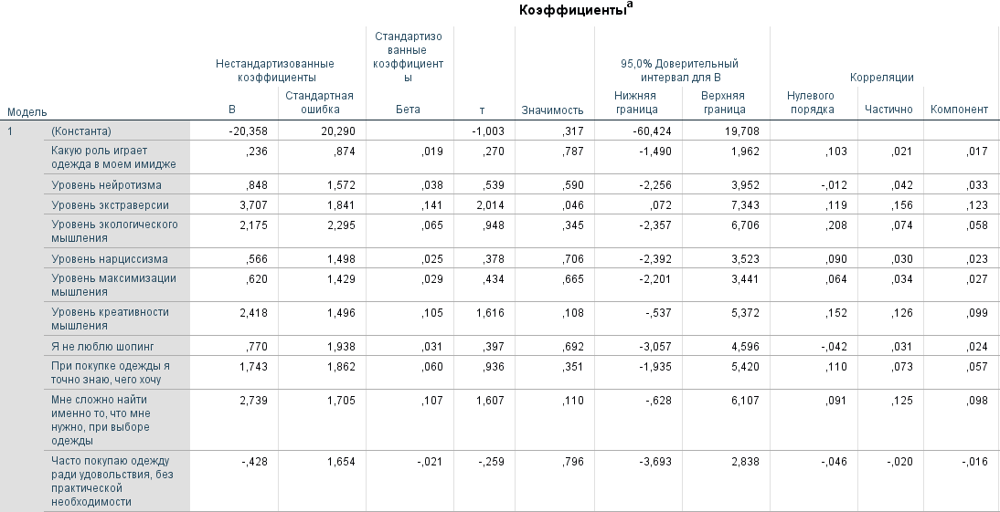 Коэффициентыa
Стандартизо
ванные
Нестандартизованные коэффициент 95,0% Доверительный
коэффициенты ы интервал для B Корреляции
Стандартная Нижняя Верхняя Нулевого
Модель B ошибка Бета т Значимость граница граница порядка Частично Компонент
1 (Константа) -20,358 20,290 -1,003 ,317 -60,424 19,708
Какую роль играет ,236 ,874 ,019 ,270 ,787 -1,490 1,962 ,103 ,021 ,017
одежда в моем имидже
Уровень нейротизма ,848 1,572 ,038 ,539 ,590 -2,256 3,952 -,012 ,042 ,033
Уровень экстраверсии 3,707 1,841 ,141 2,014 ,046 ,072 7,343 ,119 ,156 ,123
Уровень экологического 2,175 2,295 ,065 ,948 ,345 -2,357 6,706 ,208 ,074 ,058
мышления
Уровень нарциссизма ,566 1,498 ,025 ,378 ,706 -2,392 3,523 ,090 ,030 ,023
Уровень максимизации ,620 1,429 ,029 ,434 ,665 -2,201 3,441 ,064 ,034 ,027
мышления
Уровень креативности 2,418 1,496 ,105 1,616 ,108 -,537 5,372 ,152 ,126 ,099
мышления
Я не люблю шопинг ,770 1,938 ,031 ,397 ,692 -3,057 4,596 -,042 ,031 ,024
При покупке одежды я 1,743 1,862 ,060 ,936 ,351 -1,935 5,420 ,110 ,073 ,057
точно знаю, чего хочу
Мне сложно найти 2,739 1,705 ,107 1,607 ,110 -,628 6,107 ,091 ,125 ,098
именно то, что мне
нужно, при выборе
одежды
Часто покупаю одежду -,428 1,654 -,021 -,259 ,796 -3,693 2,838 -,046 -,020 -,016
ради удовольствия, без
практической
необходимости